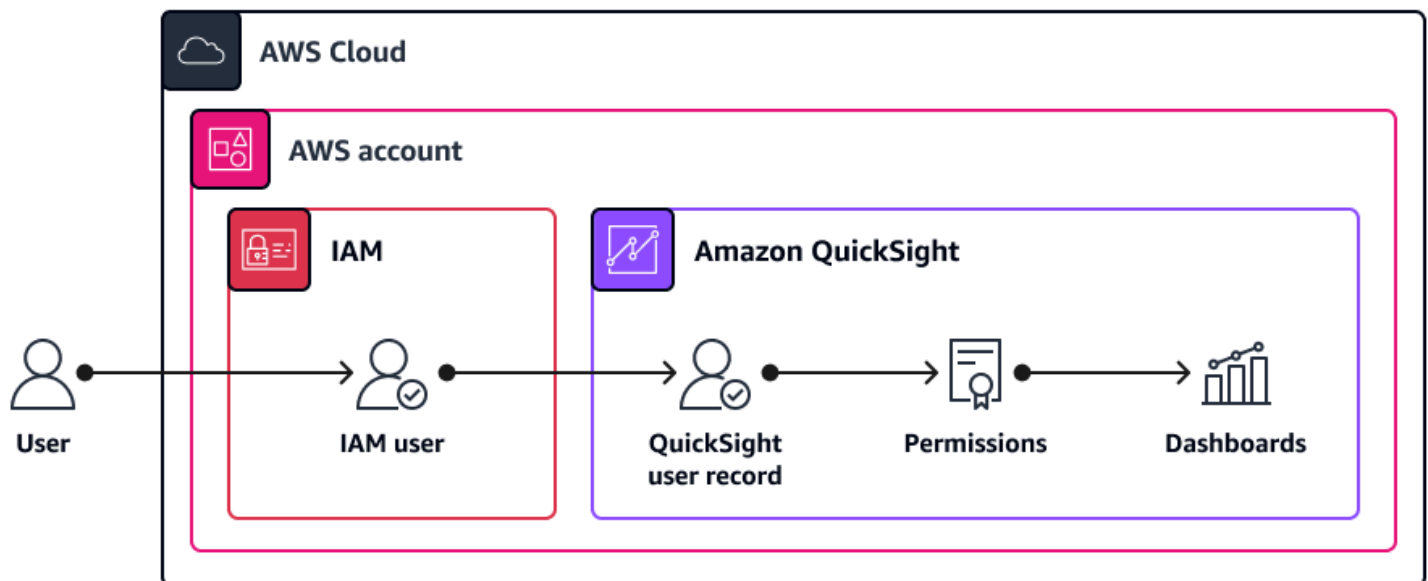 AWS Cloud
AWS account
IAM
Amazon QuickSight
User
IAM user
QuickSight
user record
Permissions
Dashboards